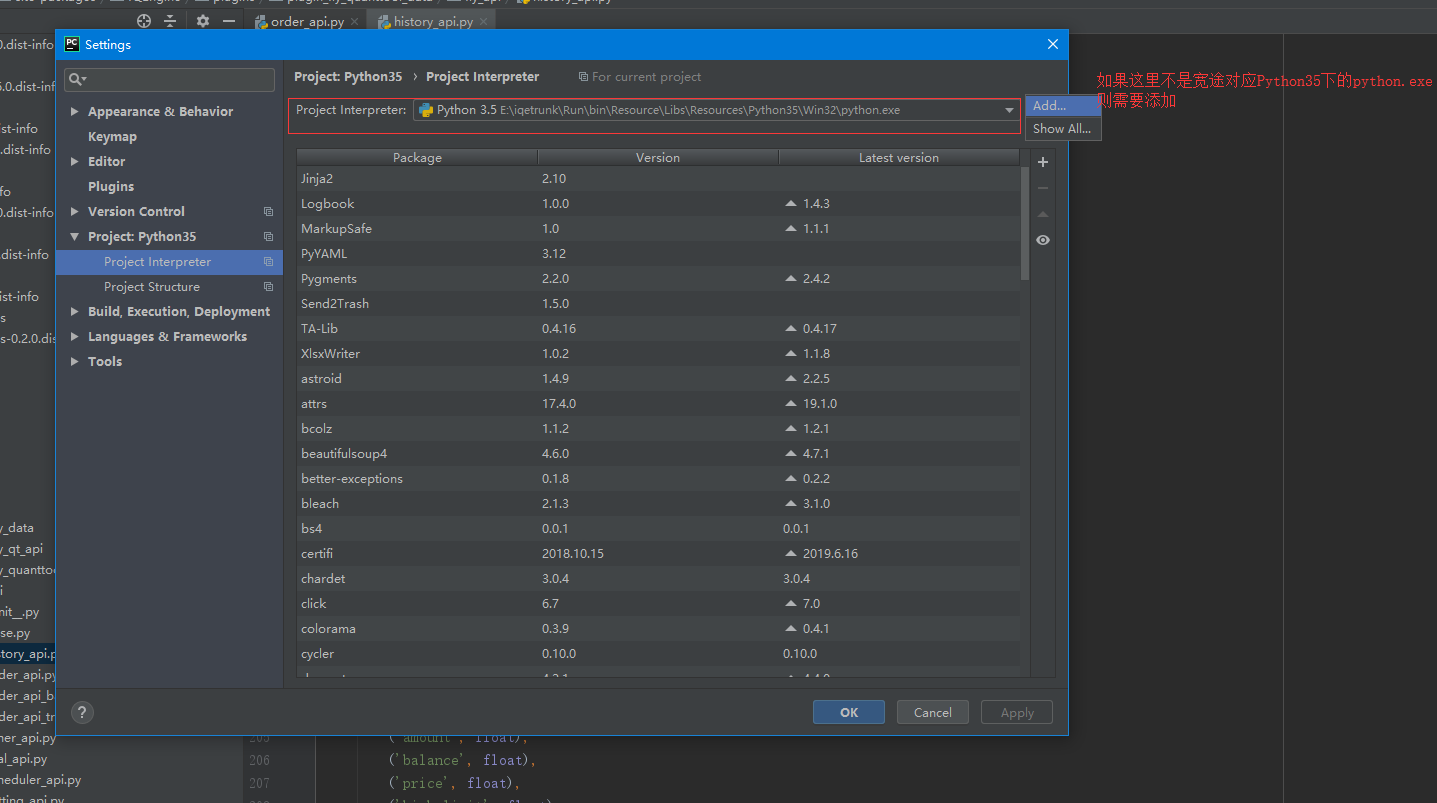 order_api.py
history_api.py
Settings
Project: Python35 › Project Interpreter
For current project
如果这里不是宽途对应Python35下的python.exe
则需要添加
Project Interpreter:
Python 3.5 E:\iqetrunk\Run\bin\Resource\Libs\Resources\Python35\Win32\python.exe
Add...
Show All...
Appearance & Behavior
Keymap
Editor
Plugins
Version Control
Project: Python35
Project Interpreter
Project Structure
Build, Execution, Deployment
Languages & Frameworks
Tools
Package Version Latest version
Jinja2 2.10
Logbook 1.0.0 1.4.3
MarkupSafe 1.0 1.1.1
PyYAML 3.12
Pygments 2.2.0 2.4.2
Send2Trash 1.5.0
TA-Lib 0.4.16 0.4.17
XlsxWriter 1.0.2 1.1.8
astroid 1.4.9 2.2.5
attrs 17.4.0 19.1.0
bcolz 1.1.2 1.2.1
beautifulsoup4 4.6.0 4.7.1
better-exceptions 0.1.8 0.2.2
bleach 2.1.3 3.1.0
bs4 0.0.1 0.0.1
certifi 2018.10.15 2019.6.16
chardet 3.0.4 3.0.4
click 6.7 7.0
colorama 0.3.9 0.4.1
cycler 0.10.0 0.10.0
OK
Cancel
Apply
?
0.dist-info
.0.dist-info
ist-info
.dist-info
fo
0.dist-info
.dist-info
ist-info
s
s-0.2.0.dis
y_data
y_qt_api
y_quanttoo
i
nit__.py
se.py
story_api.p
der_api.py
der_api_b
der_api_tr
her_api.py
al_api.py
heduler_api.py
tting_api.py
205 ('amount', float),
206 ('balance', float),
207 ('price', float),